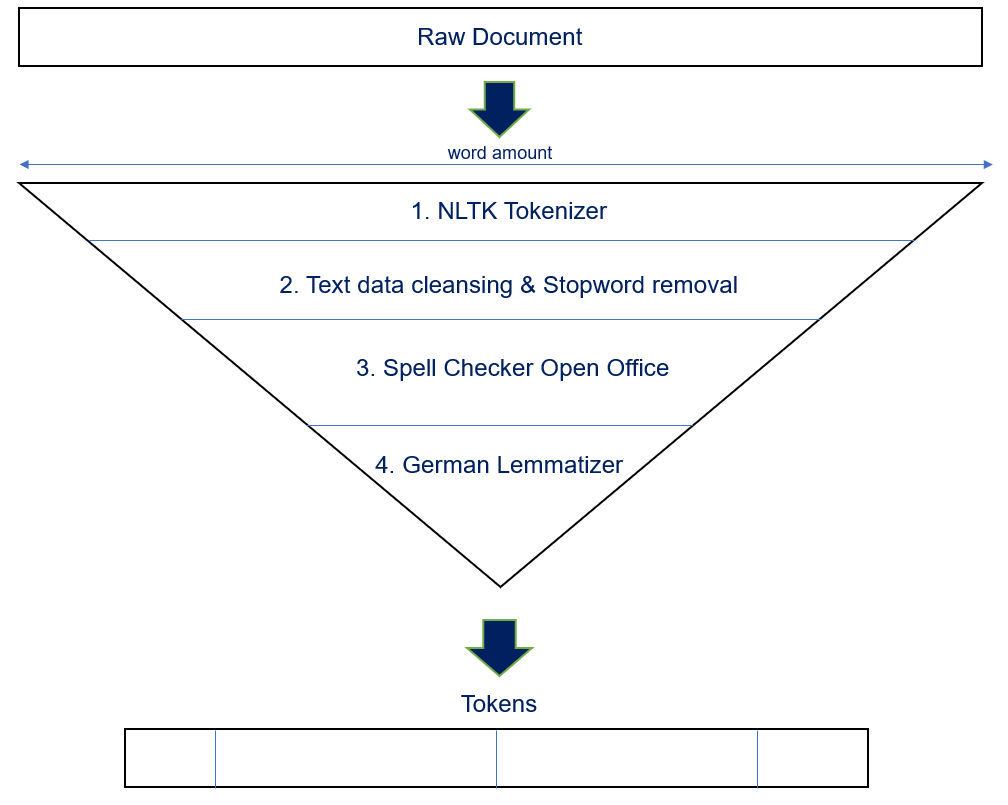 Raw Document
word amount
1. NLTK Tokenizer
2. Text data cleansing & Stopword removal
3. Spell Checker Open Office
4. German Lemmatizer
Tokens